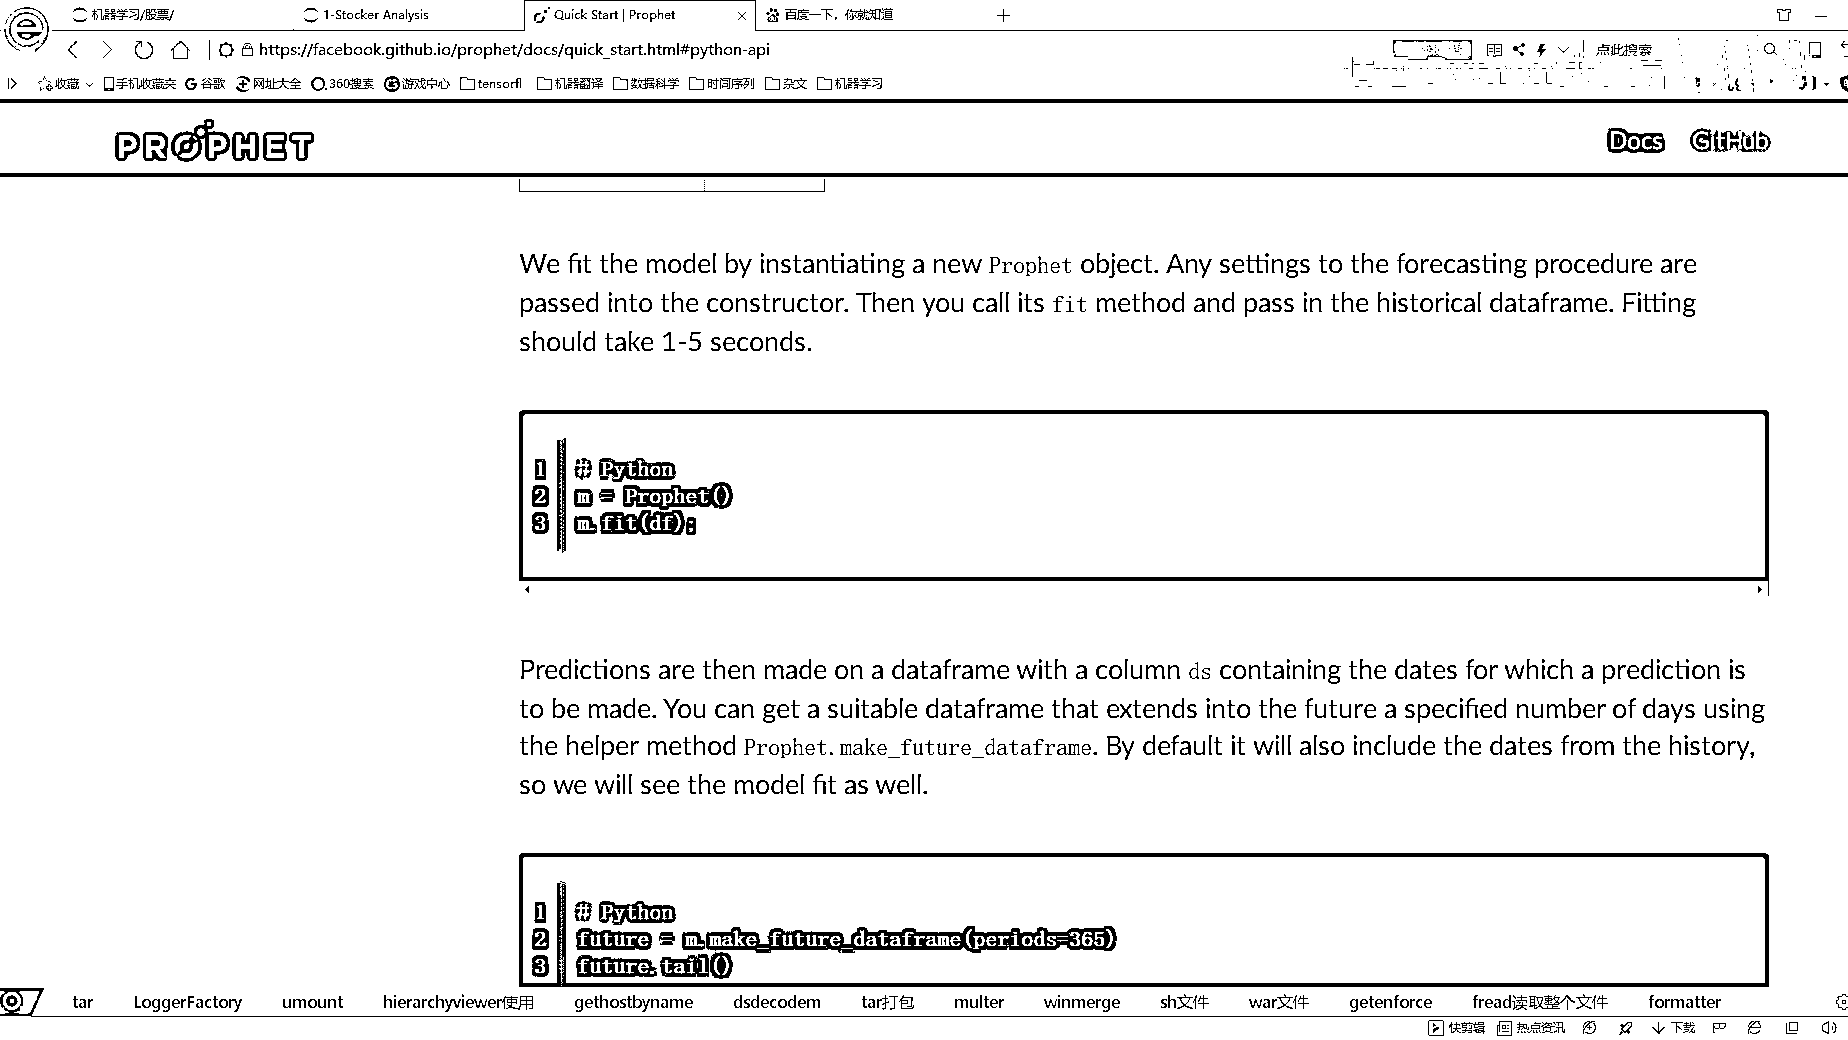 机器学习/股票/
1-Stocker Analysis
Quick Start | Prophet
百度一下，你就知道
https://facebook.github.io/prophet/docs/quick_start.html#python-api
点此搜索
收藏
手机收藏夹
谷歌
网址大全
360搜索
游戏中心
tensorfl
机器翻译
数据科学
时间序列
杂文
机器学习
PROPHET
Docs
GitHub
We fit the model by instantiating a new Prophet object. Any settings to the forecasting procedure are
passed into the constructor. Then you call its fit method and pass in the historical dataframe. Fitting
should take 1-5 seconds.
1 # Python
2 m = Prophet()
3 m.fit(df);
Predictions are then made on a dataframe with a column ds containing the dates for which a prediction is
to be made. You can get a suitable dataframe that extends into the future a specified number of days using
the helper method Prophet.make_future_dataframe. By default it will also include the dates from the history,
so we will see the model fit as well.
1 # Python
2 future = m.make_future_dataframe(periods=365)
3 future.tail()
tar
LoggerFactory
umount
hierarchyviewer使用
gethostbyname
dsdecodem
tar打包
multer
winmerge
sh文件
war文件
getenforce
fread读取整个文件
formatter
快剪辑
热点资讯
下载